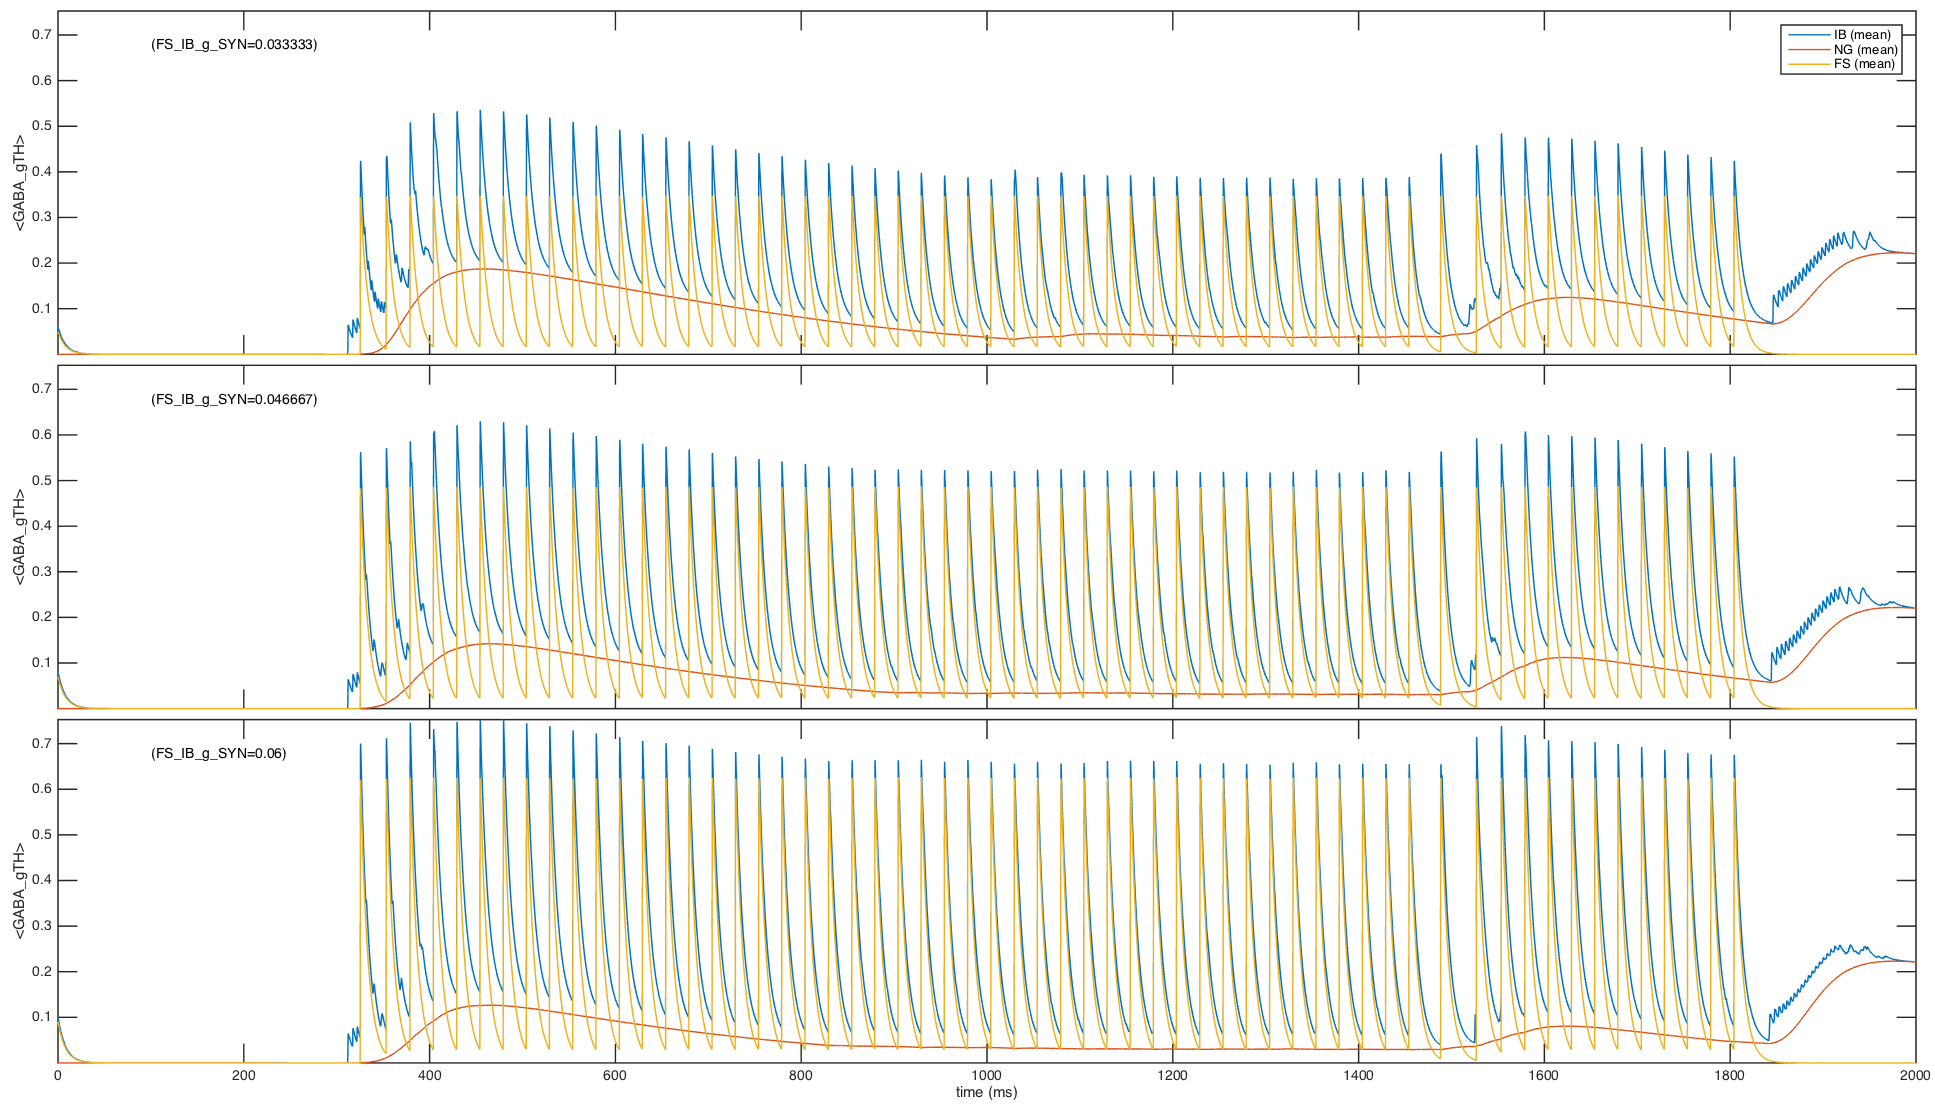 0.7
(FS_IB_g_SYN=0.033333)
IB (mean)
NG (mean)
FS (mean)
0.6
0.5
0.4
<GABA_gTH>
0.3
0.2
0.1
0.7
(FS_IB_g_SYN=0.046667)
0.6
0.5
0.4
<GABA_gTH>
0.3
0.2
0.1
0.7
(FS_IB_g_SYN=0.06)
0.6
0.5
0.4
<GABA_gTH>
0.3
0.2
0.1
0 200 400 600 800 1000 1200 1400 1600 1800 2000
time (ms)